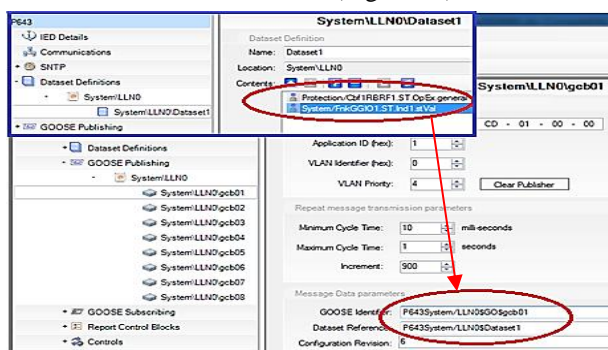 P643
System\LLN0\Dataset1
IED Details
Communications
SNTP
Dataset Definitions
System\LLN0
System\LLN0\Dataset1
GOOSE Publishing
Dataset Definition
Name: Dataset1
Location: System\LLN0
Contents:
Protection/Cbf1RBRF1.ST.OpEx.general
System/FnkGGIO1.ST.Ind1.stVal
System\LLN0\gcb01
CD - 01 - 00 - 00
Dataset Definitions
GOOSE Publishing
System\LLN0
System\LLN0\gcb01
System\LLN0\gcb02
System\LLN0\gcb03
System\LLN0\gcb04
System\LLN0\gcb05
System\LLN0\gcb06
System\LLN0\gcb07
System\LLN0\gcb08
GOOSE Subscribing
Report Control Blocks
Controls
Application ID (hex): 1
VLAN Identifier (hex): 0
VLAN Priority: 4
Clear Publisher
Repeat message transmission parameters
Minimum Cycle Time: 10 milli-seconds
Maximum Cycle Time: 1 seconds
Increment: 900
Message Data parameters
GOOSE Identifier: P643System/LLN0$GO$gcb01
Dataset Reference: P643System/LLN0$Dataset1
Configuration Revision: 6